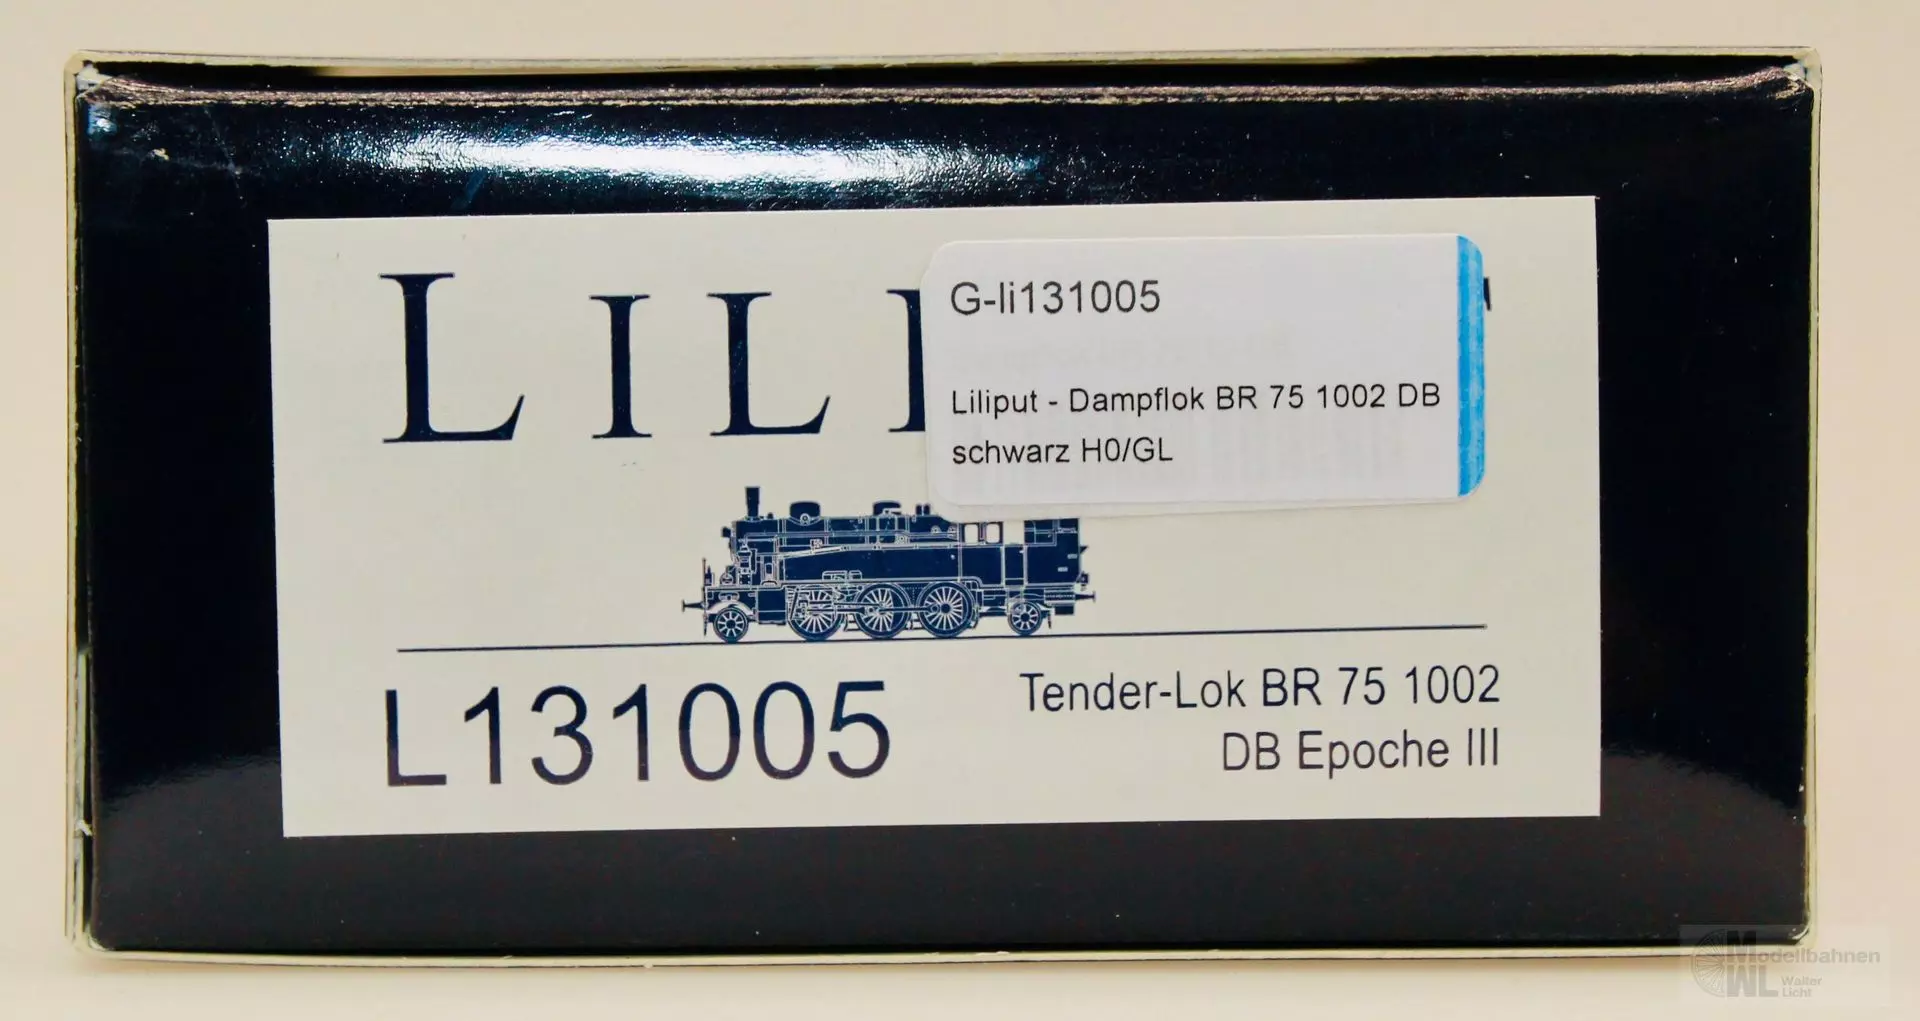 LILI
G-li131005
Liliput - Dampflok BR 75 1002 DB
schwarz H0/GL
L131005
Tender-Lok BR 75 1002
DB Epoche III
Modellbahnen
WL Walter
Licht